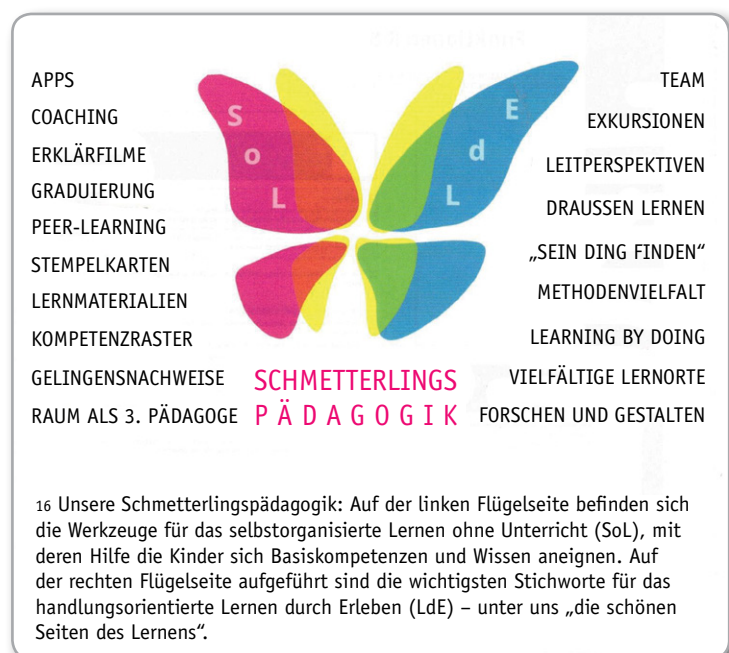 APPS
COACHING
ERKLÄRFILME
GRADUIERUNG
PEER-LEARNING
STEMPELKARTEN
LERNMATERIALIEN
KOMPETENZRASTER
GELINGENSNACHWEISE
RAUM ALS 3. PÄDAGOGE
S
o
L
E
d
L
SCHMETTERLINGS
PÄDAGOGIK
TEAM
EXKURSIONEN
LEITPERSPEKTIVEN
DRAUSSEN LERNEN
„SEIN DING FINDEN“
METHODENVIELFALT
LEARNING BY DOING
VIELFÄLTIGE LERNORTE
FORSCHEN UND GESTALTEN
16 Unsere Schmetterlingspädagogik: Auf der linken Flügelseite befinden sich
die Werkzeuge für das selbstorganisierte Lernen ohne Unterricht (SoL), mit
deren Hilfe die Kinder sich Basiskompetenzen und Wissen aneignen. Auf
der rechten Flügelseite aufgeführt sind die wichtigsten Stichworte für das
handlungsorientierte Lernen durch Erleben (LdE) – unter uns „die schönen
Seiten des Lernens“.